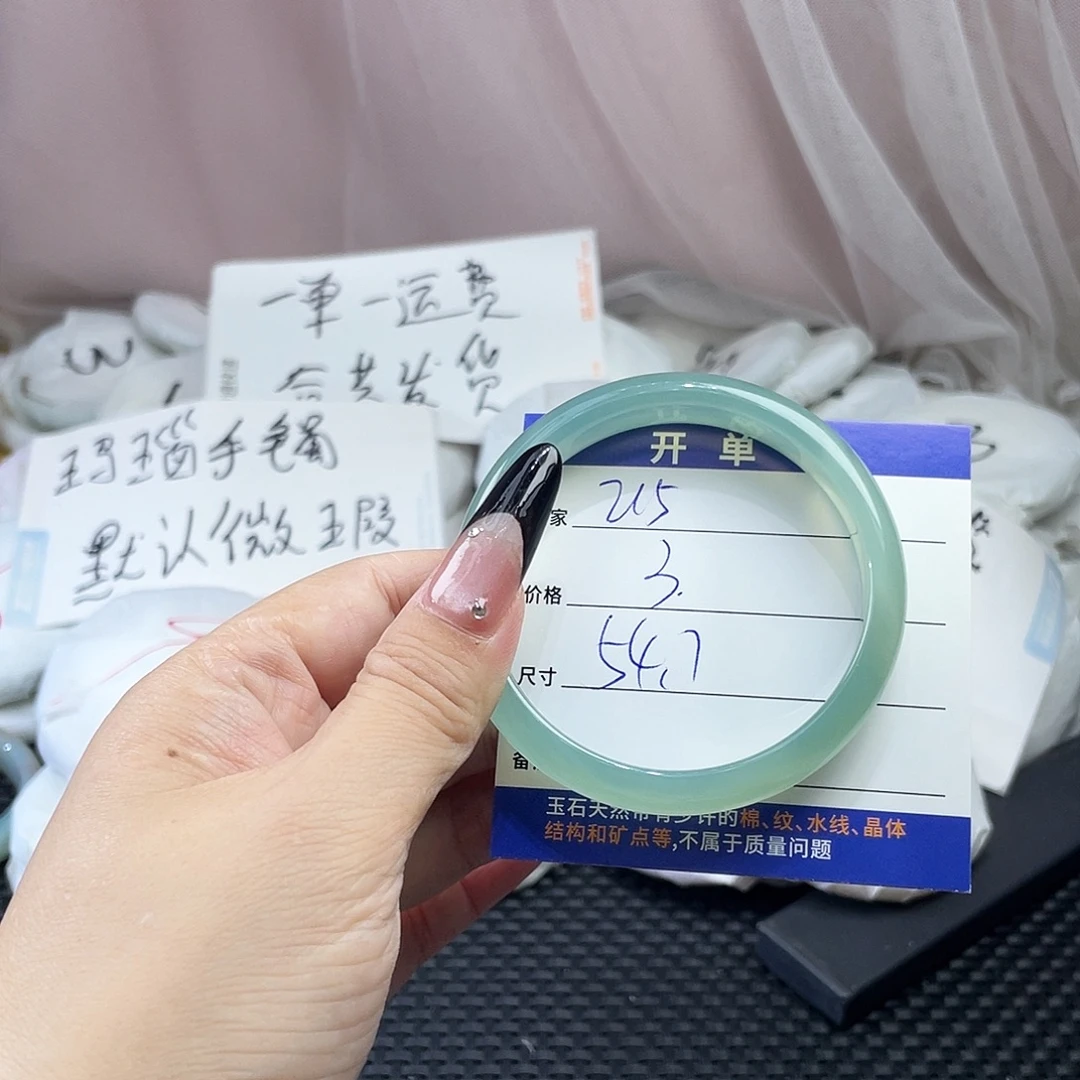 一单一运费
合并发货
玛瑙手镯
默认微瑕
开单
家 215
价格 3.
尺寸 54.7
备
玉石天然带有少许的棉、纹、水线、晶体
结构和矿点等,不属于质量问题